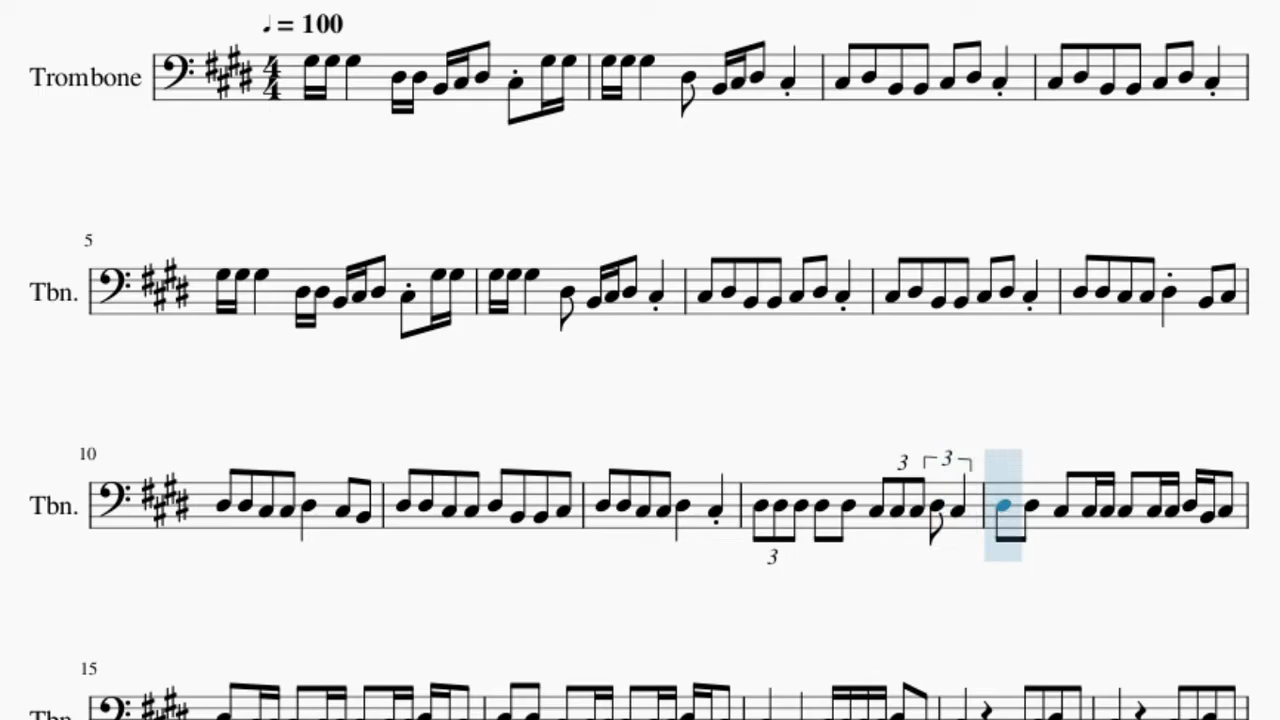 ♩ = 100
Trombone
4
4
5
Tbn.
10
3 3
Tbn.
3
15
Tbn.